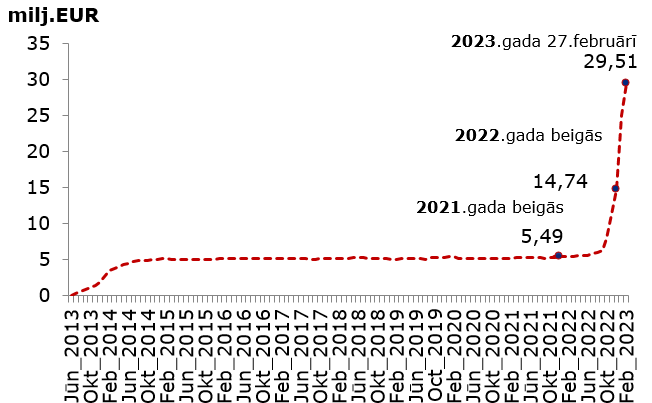 milj.EUR
35
30
25
20
15
10
5
0
2023.gada 27.februārī
29,51
2022.gada beigās
14,74
2021.gada beigās
5,49
Jūn_2013
Okt_2013
Feb_2014
Jūn_2014
Okt_2014
Feb_2015
Jūn_2015
Okt_2015
Feb_2016
Jūn_2016
Okt_2016
Feb_2017
Jūn_2017
Okt_2017
Feb_2018
Jūn_2018
Okt_2018
Feb_2019
Jūn_2019
Oct_2019
Feb_2020
Jūn_2020
Okt_2020
Feb_2021
Jūn_2021
Okt_2021
Feb_2022
Jūn_2022
Okt_2022
Feb_2023